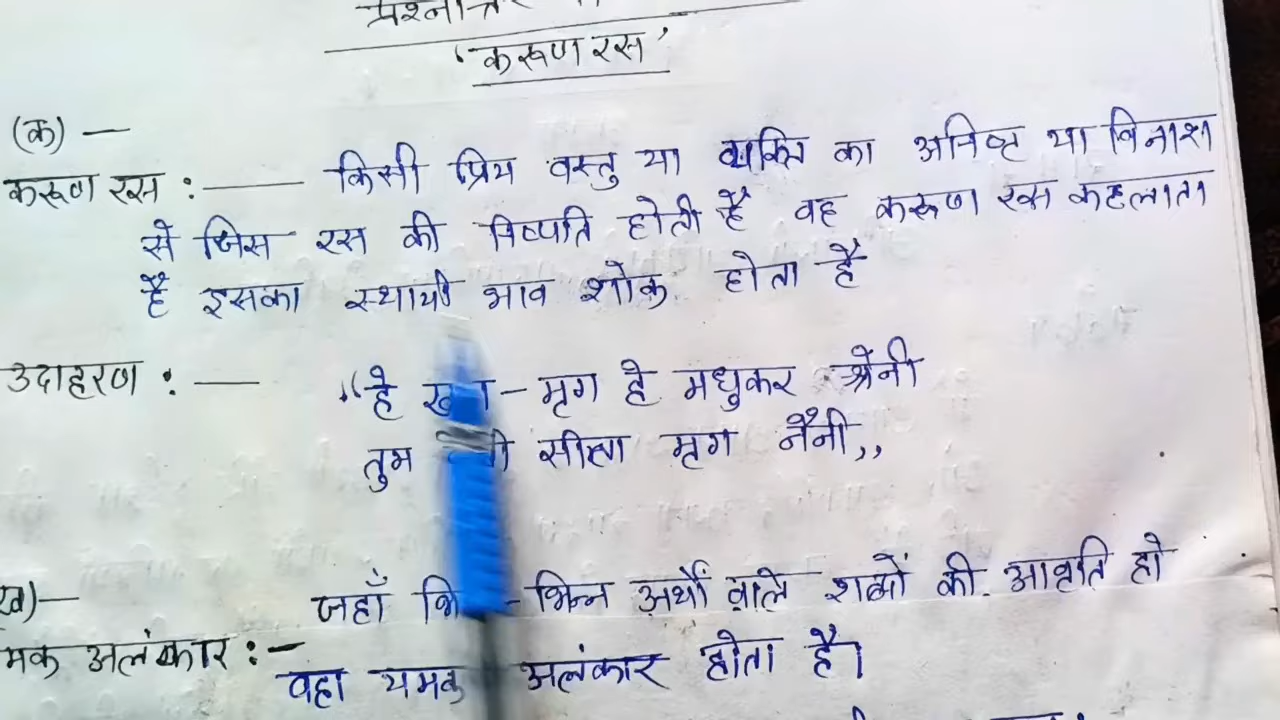 'करूण रस'
(क) —
करूण रस :— किसी प्रिय वस्तु या व्यक्ति का अनिष्ट या विनाश
से जिस रस की निष्पति होती है वह करूण रस कहलाता
है इसका स्थायी भाव शोक होता है
उदाहरण :— "हे - मृग हे मधुकर श्रेनी
तुम सीता मृग नैनी,,
जहाँ - भिन्न अर्थों वाले शब्दों की आवृति हो
अलंकार :-
वहा यमक अलंकार होता है।